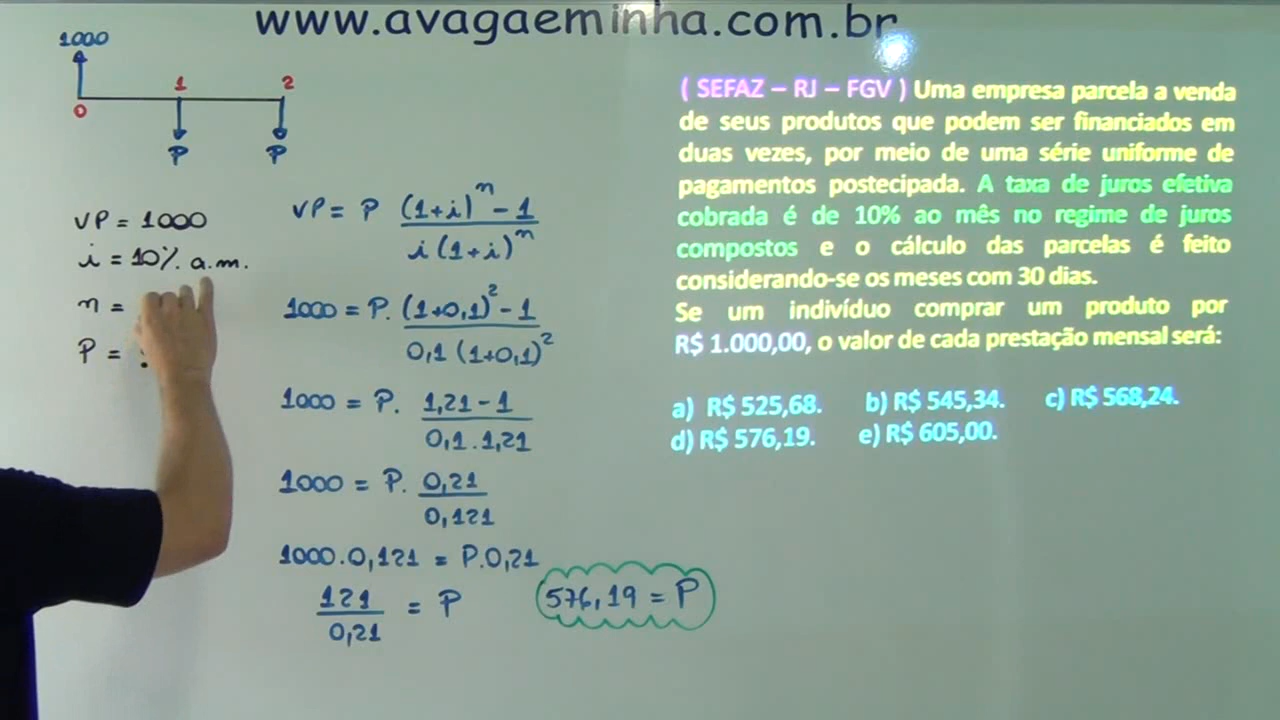 www.avagaeminha.com.br
1000
0 1 2
P P
VP = 1000
i = 10% a.m.
n =
P =
VP = P (1+i)^n - 1
i (1+i)^n
1000 = P. (1+0,1)^2 - 1
0,1 (1+0,1)^2
1000 = P. 1,21 - 1
0,1 . 1,21
1000 = P. 0,21
0,121
1000.0,121 = P.0,21
121 = P
0,21
576,19 = P
( SEFAZ – RJ – FGV ) Uma empresa parcela a venda
de seus produtos que podem ser financiados em
duas vezes, por meio de uma série uniforme de
pagamentos postecipada. A taxa de juros efetiva
cobrada é de 10% ao mês no regime de juros
compostos e o cálculo das parcelas é feito
considerando-se os meses com 30 dias.
Se um indivíduo comprar um produto por
R$ 1.000,00, o valor de cada prestação mensal será:
a) R$ 525,68. b) R$ 545,34. c) R$ 568,24.
d) R$ 576,19. e) R$ 605,00.